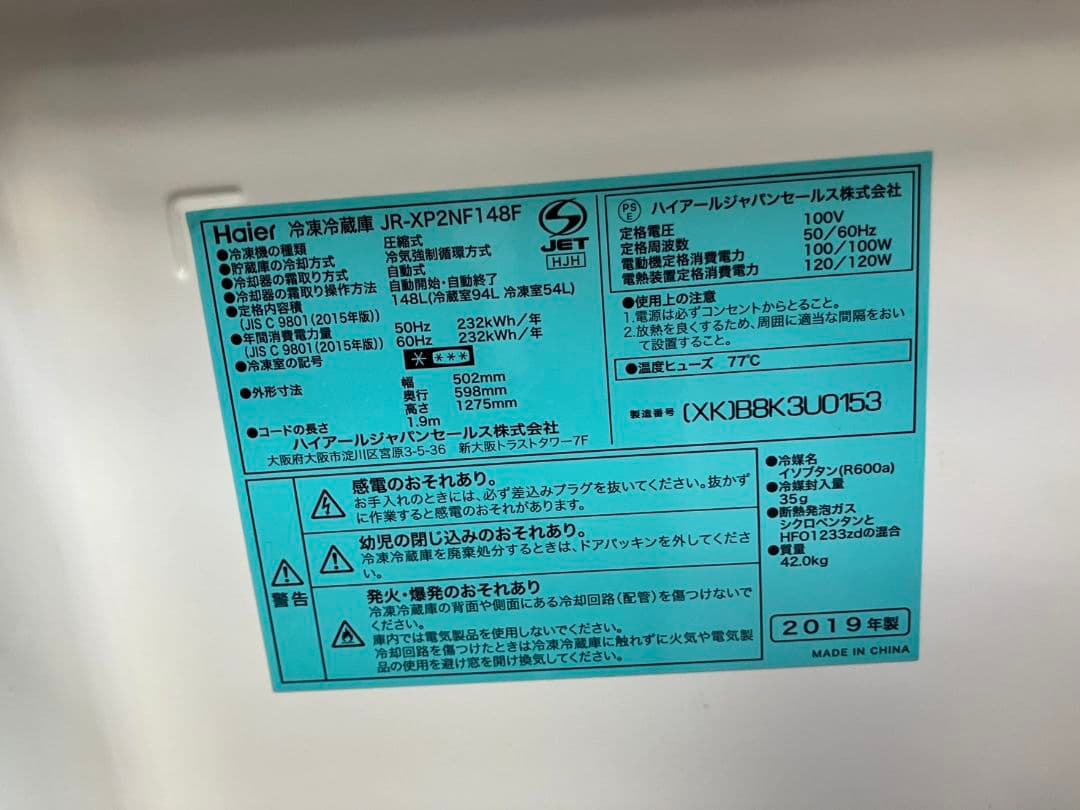 Haier 冷凍冷蔵庫 JR-XP2NF148F
●冷凍機の種類 圧縮式
●貯蔵庫の冷却方式 冷気強制循環方式
●冷却器の霜取り方式 自動式
●冷却器の霜取り操作方法 自動開始・自動終了
●定格内容積 148L(冷蔵室94L 冷凍室54L)
(JIS C 9801(2015年版))
●年間消費電力量 50Hz 232kWh/年
(JIS C 9801(2015年版)) 60Hz 232kWh/年
●冷凍室の記号
●外形寸法 幅 502mm
奥行 598mm
高さ 1275mm
●コードの長さ 1.9m
ハイアールジャパンセールス株式会社
大阪府大阪市淀川区宮原3-5-36 新大阪トラストタワー7F
S
JET
HJH
PS
E
ハイアールジャパンセールス株式会社
定格電圧 100V
定格周波数 50/60Hz
電動機定格消費電力 100/100W
電熱装置定格消費電力 120/120W
●使用上の注意
1.電源は必ずコンセントからとること。
2.放熱を良くするため、周囲に適当な間隔をおい
て設置すること。
●温度ヒューズ 77℃
製造番号 (XK)B8K3U0153
警告
感電のおそれあり。
お手入れのときには、必ず差込みプラグを抜いてください。抜かず
に作業すると感電のおそれがあります。
幼児の閉じ込みのおそれあり。
冷凍冷蔵庫を廃棄処分するときは、ドアパッキンを外してくださ
い。
発火・爆発のおそれあり
冷凍冷蔵庫の背面や側面にある冷却回路(配管)を傷つけないで
ください。
庫内では電気製品を使用しないでください。
冷却回路を傷つけたときは冷凍冷蔵庫に触れずに火気や電気製
品の使用を避け窓を開け換気してください。
●冷媒名
イソブタン(R600a)
●冷媒封入量
35g
●断熱発泡ガス
シクロペンタンと
HFO1233zdの混合
●質量
42.0kg
2019年製
MADE IN CHINA